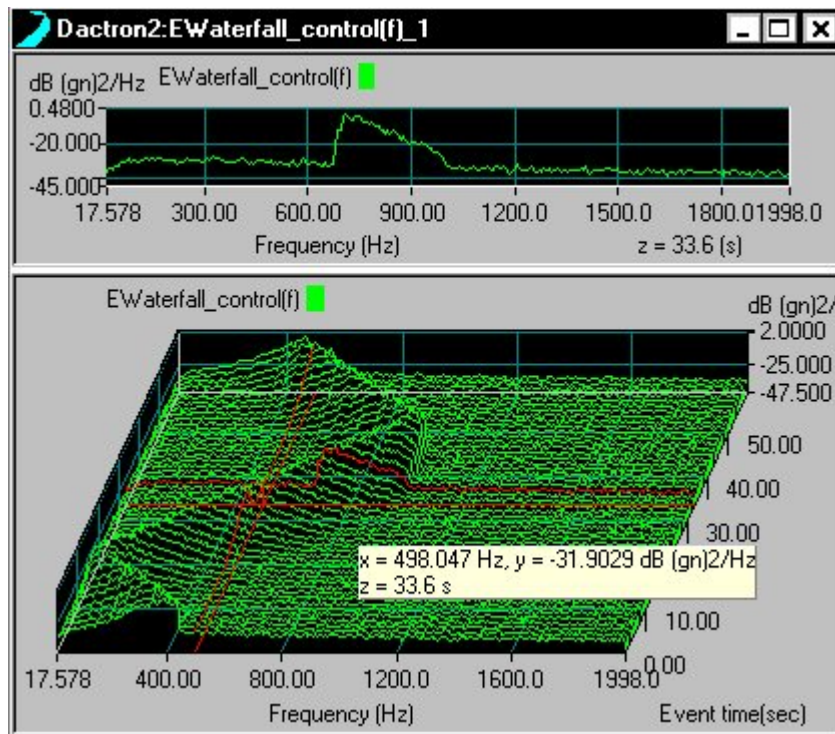 Dactron2:EWaterfall_control(f)_1
dB (gn)2/Hz EWaterfall_control(f)
0.4800
-20.000
-45.000
17.578 300.00 600.00 900.00 1200.0 1500.0 1800.01998.0
Frequency (Hz) z = 33.6 (s)
EWaterfall_control(f) dB (gn)2/
2.0000
-25.000
-47.500
50.00
40.00
30.00
x = 498.047 Hz, y = -31.9029 dB (gn)2/Hz
z = 33.6 s
10.00
0.00
17.578 400.00 800.00 1200.0 1600.0 1998.0
Frequency (Hz) Event time(sec)